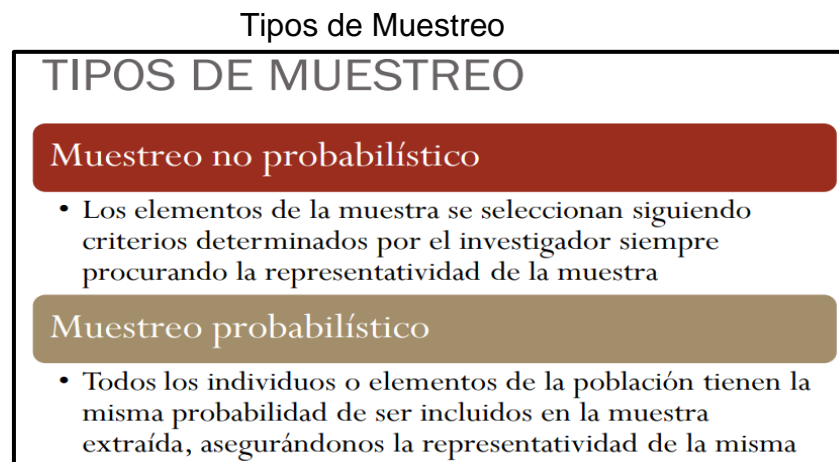 Tipos de Muestreo
TIPOS DE MUESTREO
Muestreo no probabilístico
• Los elementos de la muestra se seleccionan siguiendo
criterios determinados por el investigador siempre
procurando la representatividad de la muestra
Muestreo probabilístico
• Todos los individuos o elementos de la población tienen la
misma probabilidad de ser incluidos en la muestra
extraída, asegurándonos la representatividad de la misma